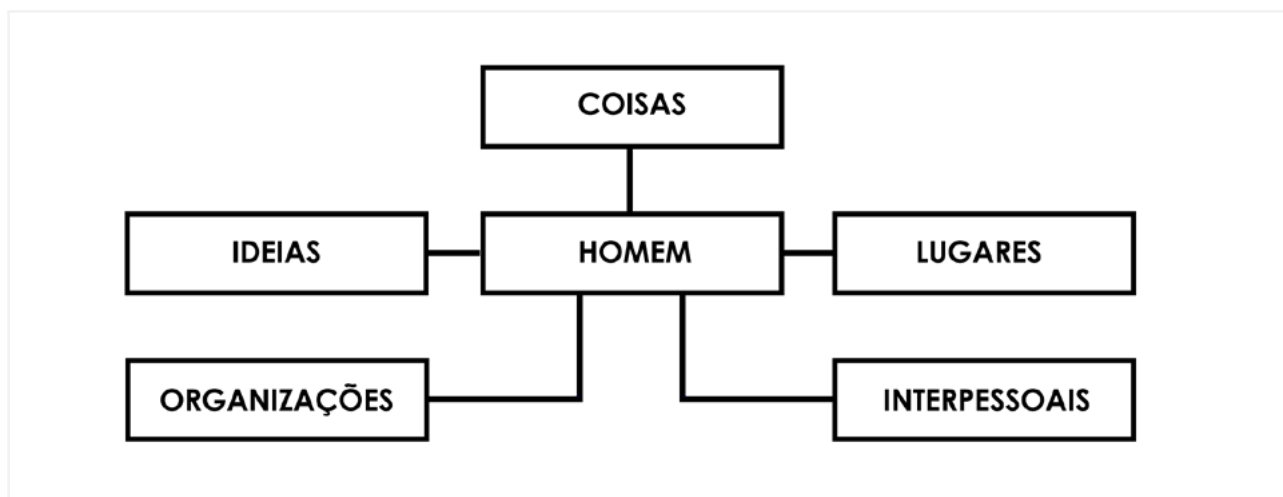 COISAS
IDEIAS
HOMEM
LUGARES
ORGANIZAÇÕES
INTERPESSOAIS